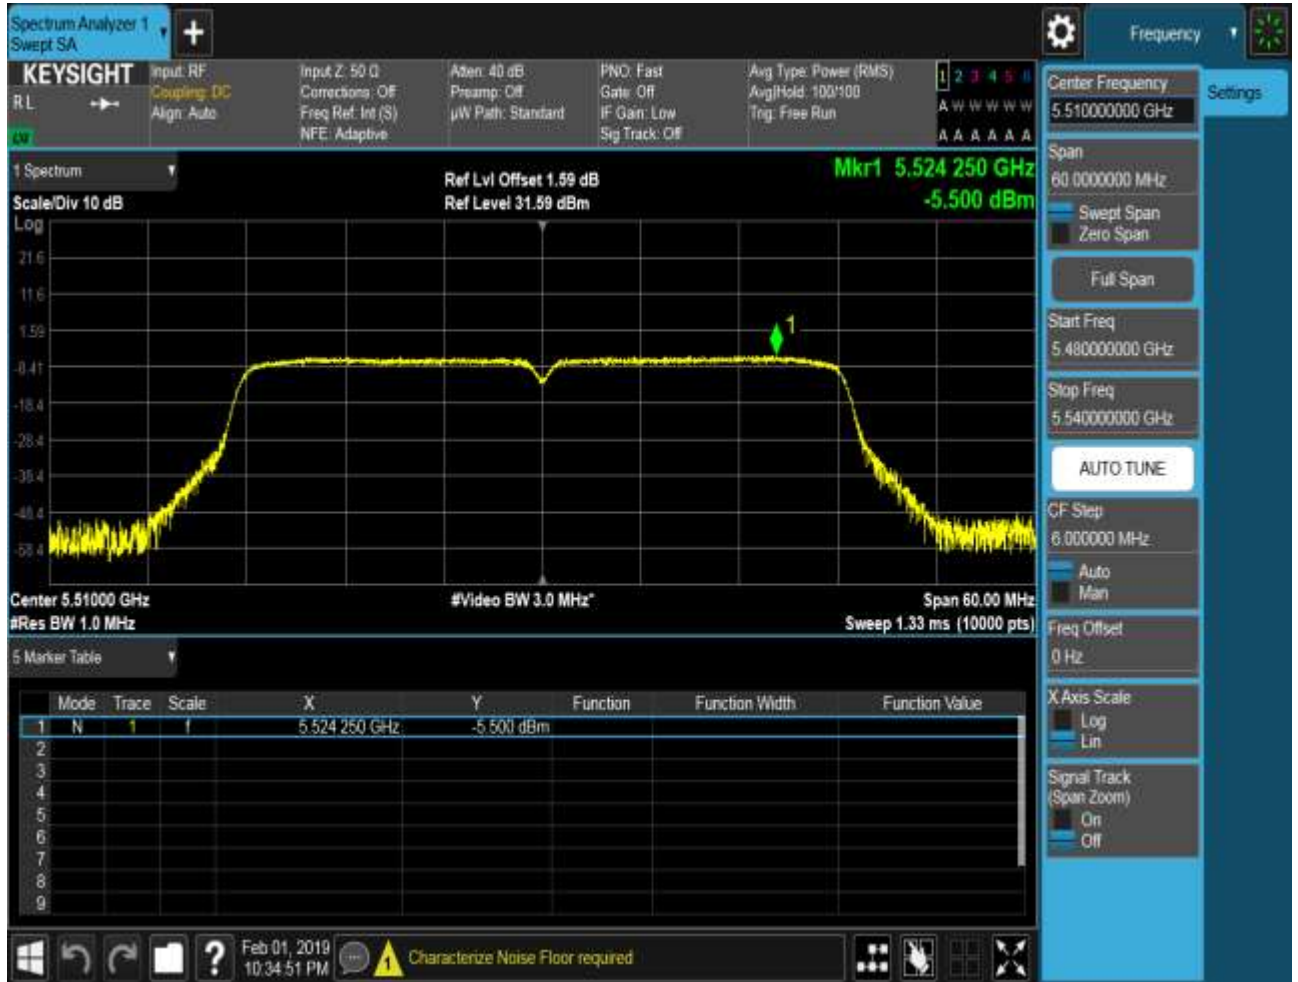 Spectrum Analyzer 1
Swept SA
+
Frequency
KEYSIGHT
RL
Input: RF
Coupling: DC
Align: Auto
Input Z: 50 Ω
Corrections: Off
Freq Ref: Int (S)
NFE: Adaptive
Atten: 40 dB
Preamp: Off
µW Path: Standard
PNO: Fast
Gate: Off
IF Gain: Low
Sig Track: Off
Avg Type: Power (RMS)
Avg|Hold: 100/100
Trig: Free Run
1 2 3 4 5 6
A W W W W W
A A A A A A
1 Spectrum
Scale/Div 10 dB
Ref Lvl Offset 1.59 dB
Ref Level 31.59 dBm
Mkr1 5.524 250 GHz
-5.500 dBm
Log
21.6
11.6
1.59
-8.41
-18.4
-28.4
-38.4
-48.4
-58.4
1
Center 5.51000 GHz
#Res BW 1.0 MHz
#Video BW 3.0 MHz*
Span 60.00 MHz
Sweep 1.33 ms (10000 pts)
5 Marker Table
Mode Trace Scale X Y Function Function Width Function Value
1 N 1 f 5.524 250 GHz -5.500 dBm
2
3
4
5
6
7
8
9
Feb 01, 2019
10:34:51 PM
?
1
Characterize Noise Floor required
Settings
Center Frequency
5.510000000 GHz
Span
60.0000000 MHz
Swept Span
Zero Span
Full Span
Start Freq
5.480000000 GHz
Stop Freq
5.540000000 GHz
AUTO TUNE
CF Step
6.000000 MHz
Auto
Man
Freq Offset
0 Hz
X Axis Scale
Log
Lin
Signal Track
(Span Zoom)
On
Off